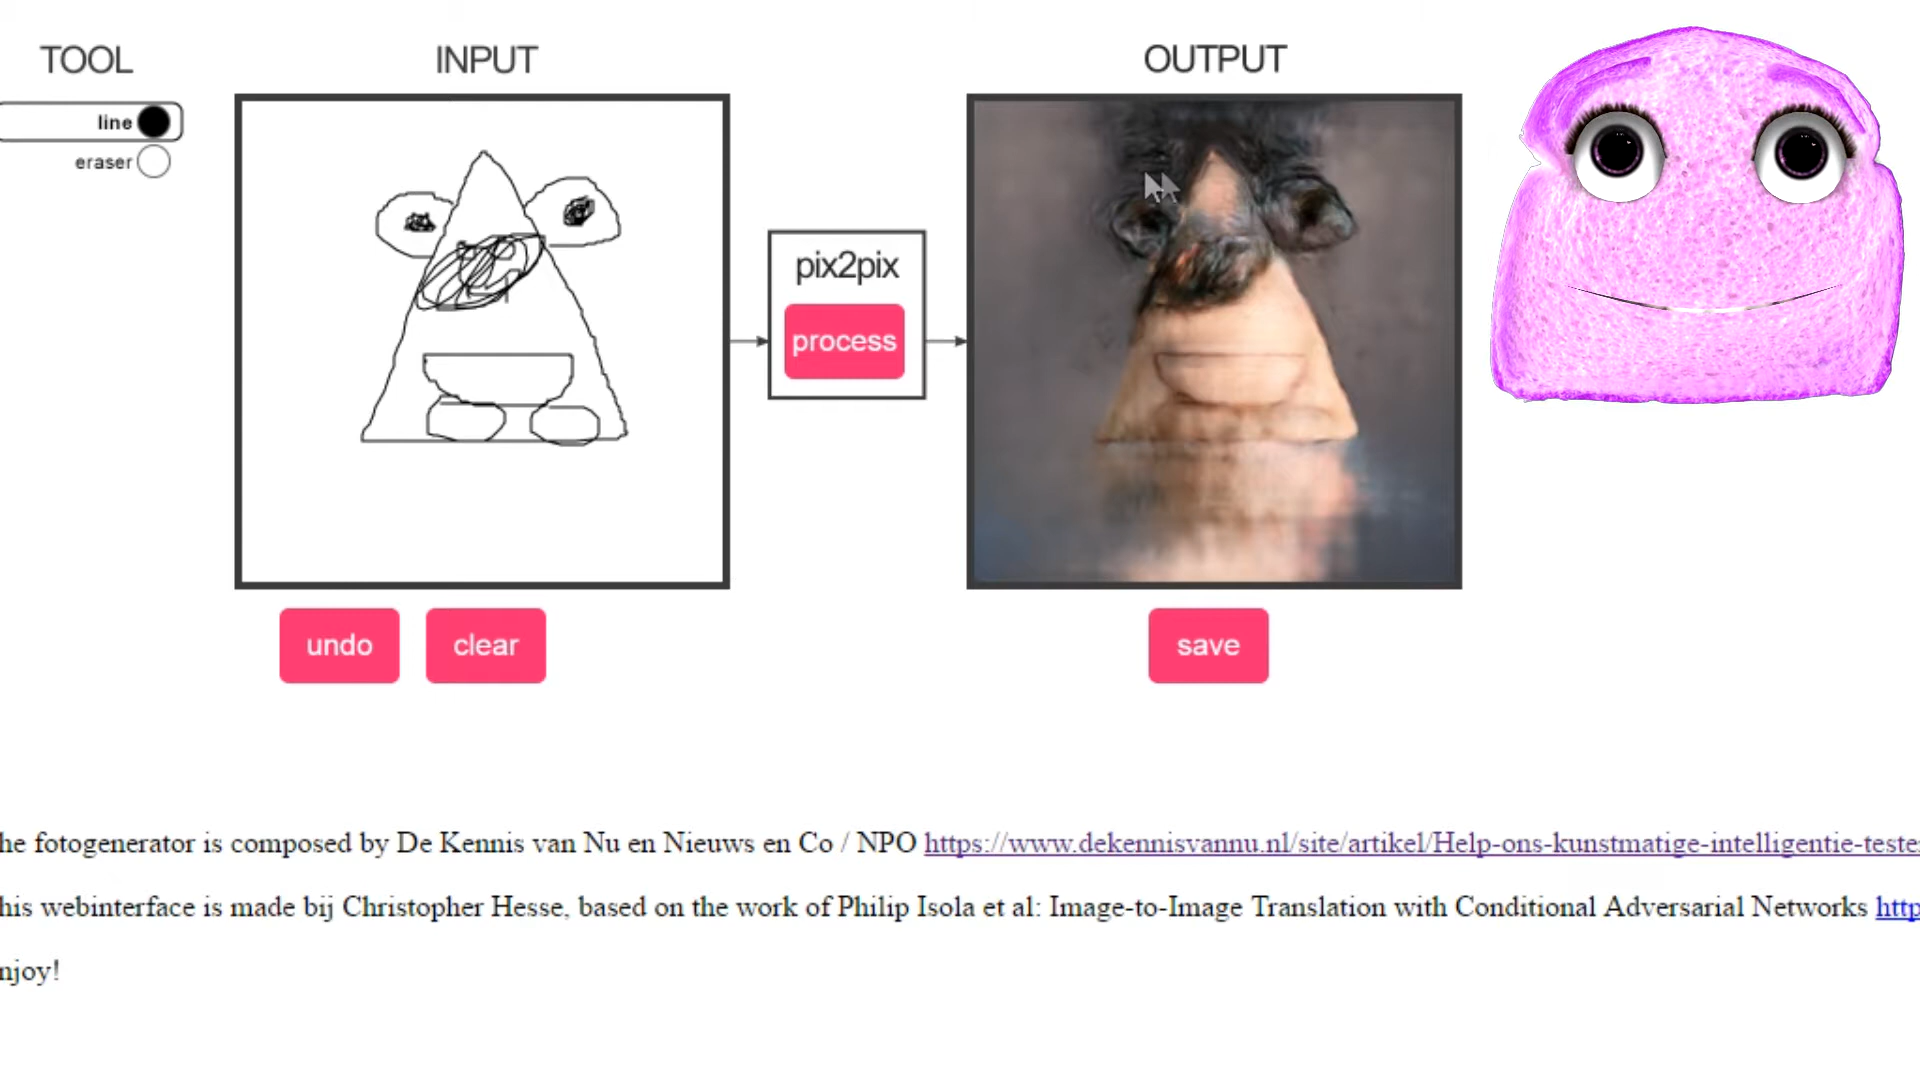 TOOL
INPUT
OUTPUT
line
eraser
pix2pix
process
undo
clear
save
he fotogenerator is composed by De Kennis van Nu en Nieuws en Co / NPO https://www.dekennisvannu.nl/site/artikel/Help-ons-kunstmatige-intelligentie-teste
his webinterface is made bij Christopher Hesse, based on the work of Philip Isola et al: Image-to-Image Translation with Conditional Adversarial Networks http
njoy!